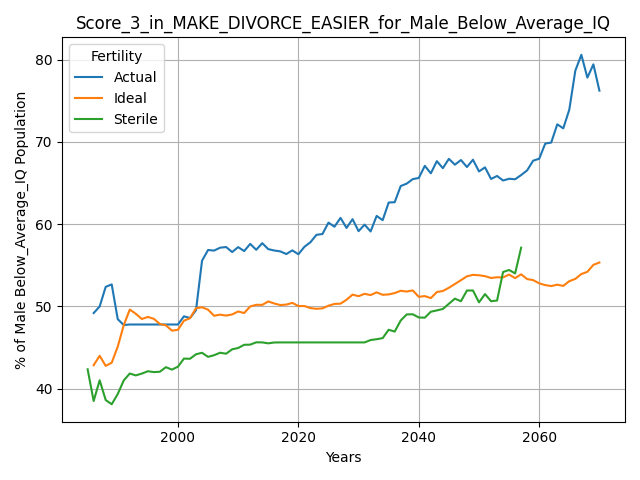 Score_3_in_MAKE_DIVORCE_EASIER_for_Male_Below_Average_IQ
Fertility
Actual
Ideal
Sterile
% of Male Below_Average_IQ Population
80
70
60
50
40
2000
2020
2040
2060
Years